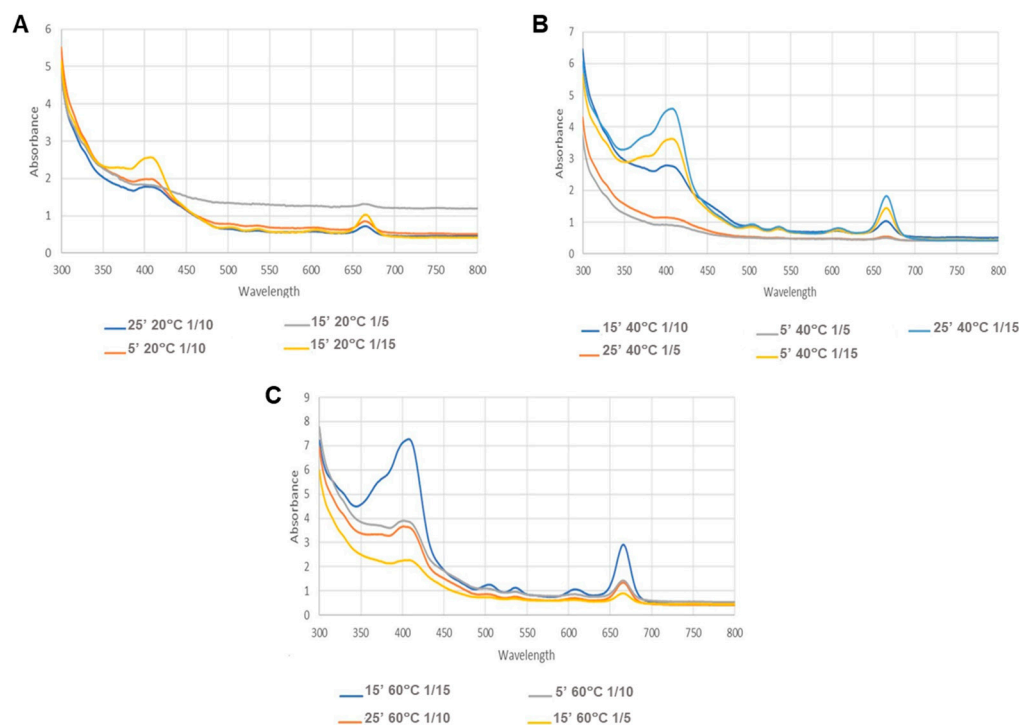 A
6
5
4
3
2
1
0
Absorbance
300 350 400 450 500 550 600 650 700 750 800
Wavelength
25’ 20ºC 1/10
15’ 20ºC 1/5
5’ 20ºC 1/10
15’ 20ºC 1/15
B
7
6
5
4
3
2
1
0
Absorbance
300 350 400 450 500 550 600 650 700 750 800
Wavelength
15’ 40ºC 1/10
5’ 40ºC 1/5
25’ 40ºC 1/15
25’ 40ºC 1/5
5’ 40ºC 1/15
C
9
8
7
6
5
4
3
2
1
0
Absorbance
300 350 400 450 500 550 600 650 700 750 800
Wavelength
15’ 60ºC 1/15
5’ 60ºC 1/10
25’ 60ºC 1/10
15’ 60ºC 1/5